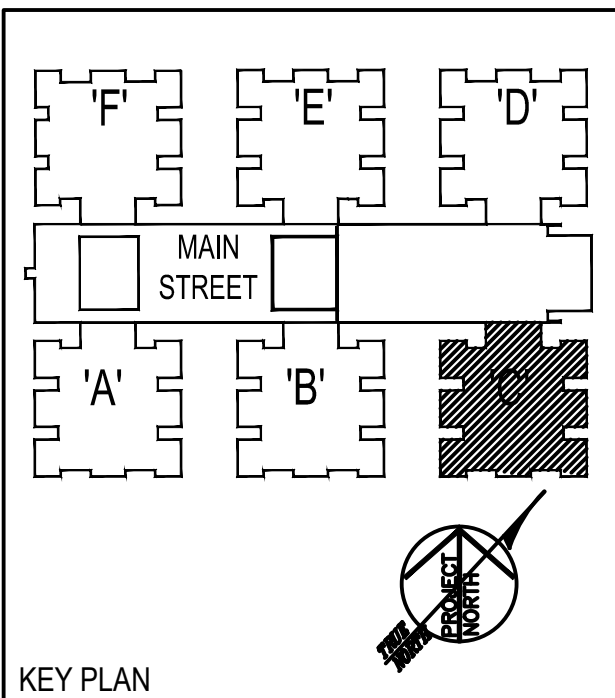 'F' 'E' 'D'
MAIN
STREET
'A' 'B' 'C'
PROJECT
NORTH
TRUE
NORTH
KEY PLAN